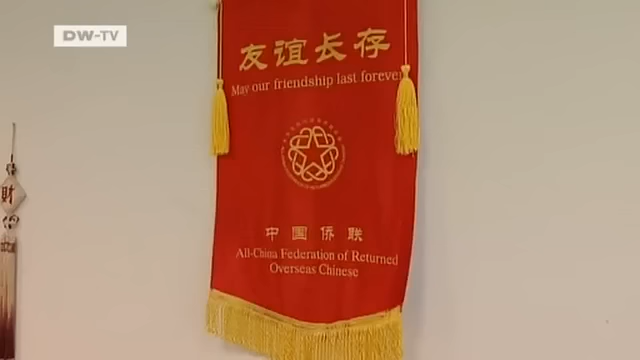 DW-TV
友谊长存
May our friendship last forever
财
中国侨联
All-China Federation of Returned
Overseas Chinese